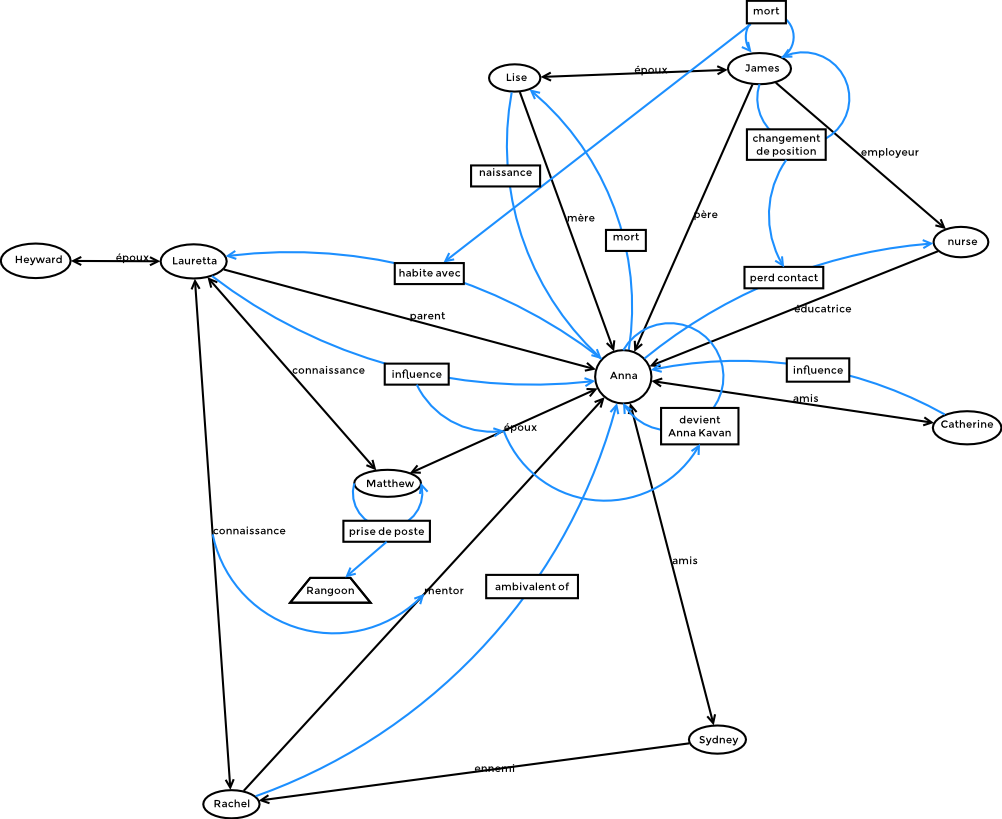 mort
époux
James
Lise
changement
de position
employeur
naissance
mère
père
mort
nurse
Heyward
époux
Lauretta
habite avec
perd contact
parent
éducatrice
connaissance
influence
Anna
influence
amis
devient
Anna Kavan
Catherine
époux
Matthew
prise de poste
connaissance
amis
Rangoon
mentor
ambivalent of
Sydney
ennemi
Rachel